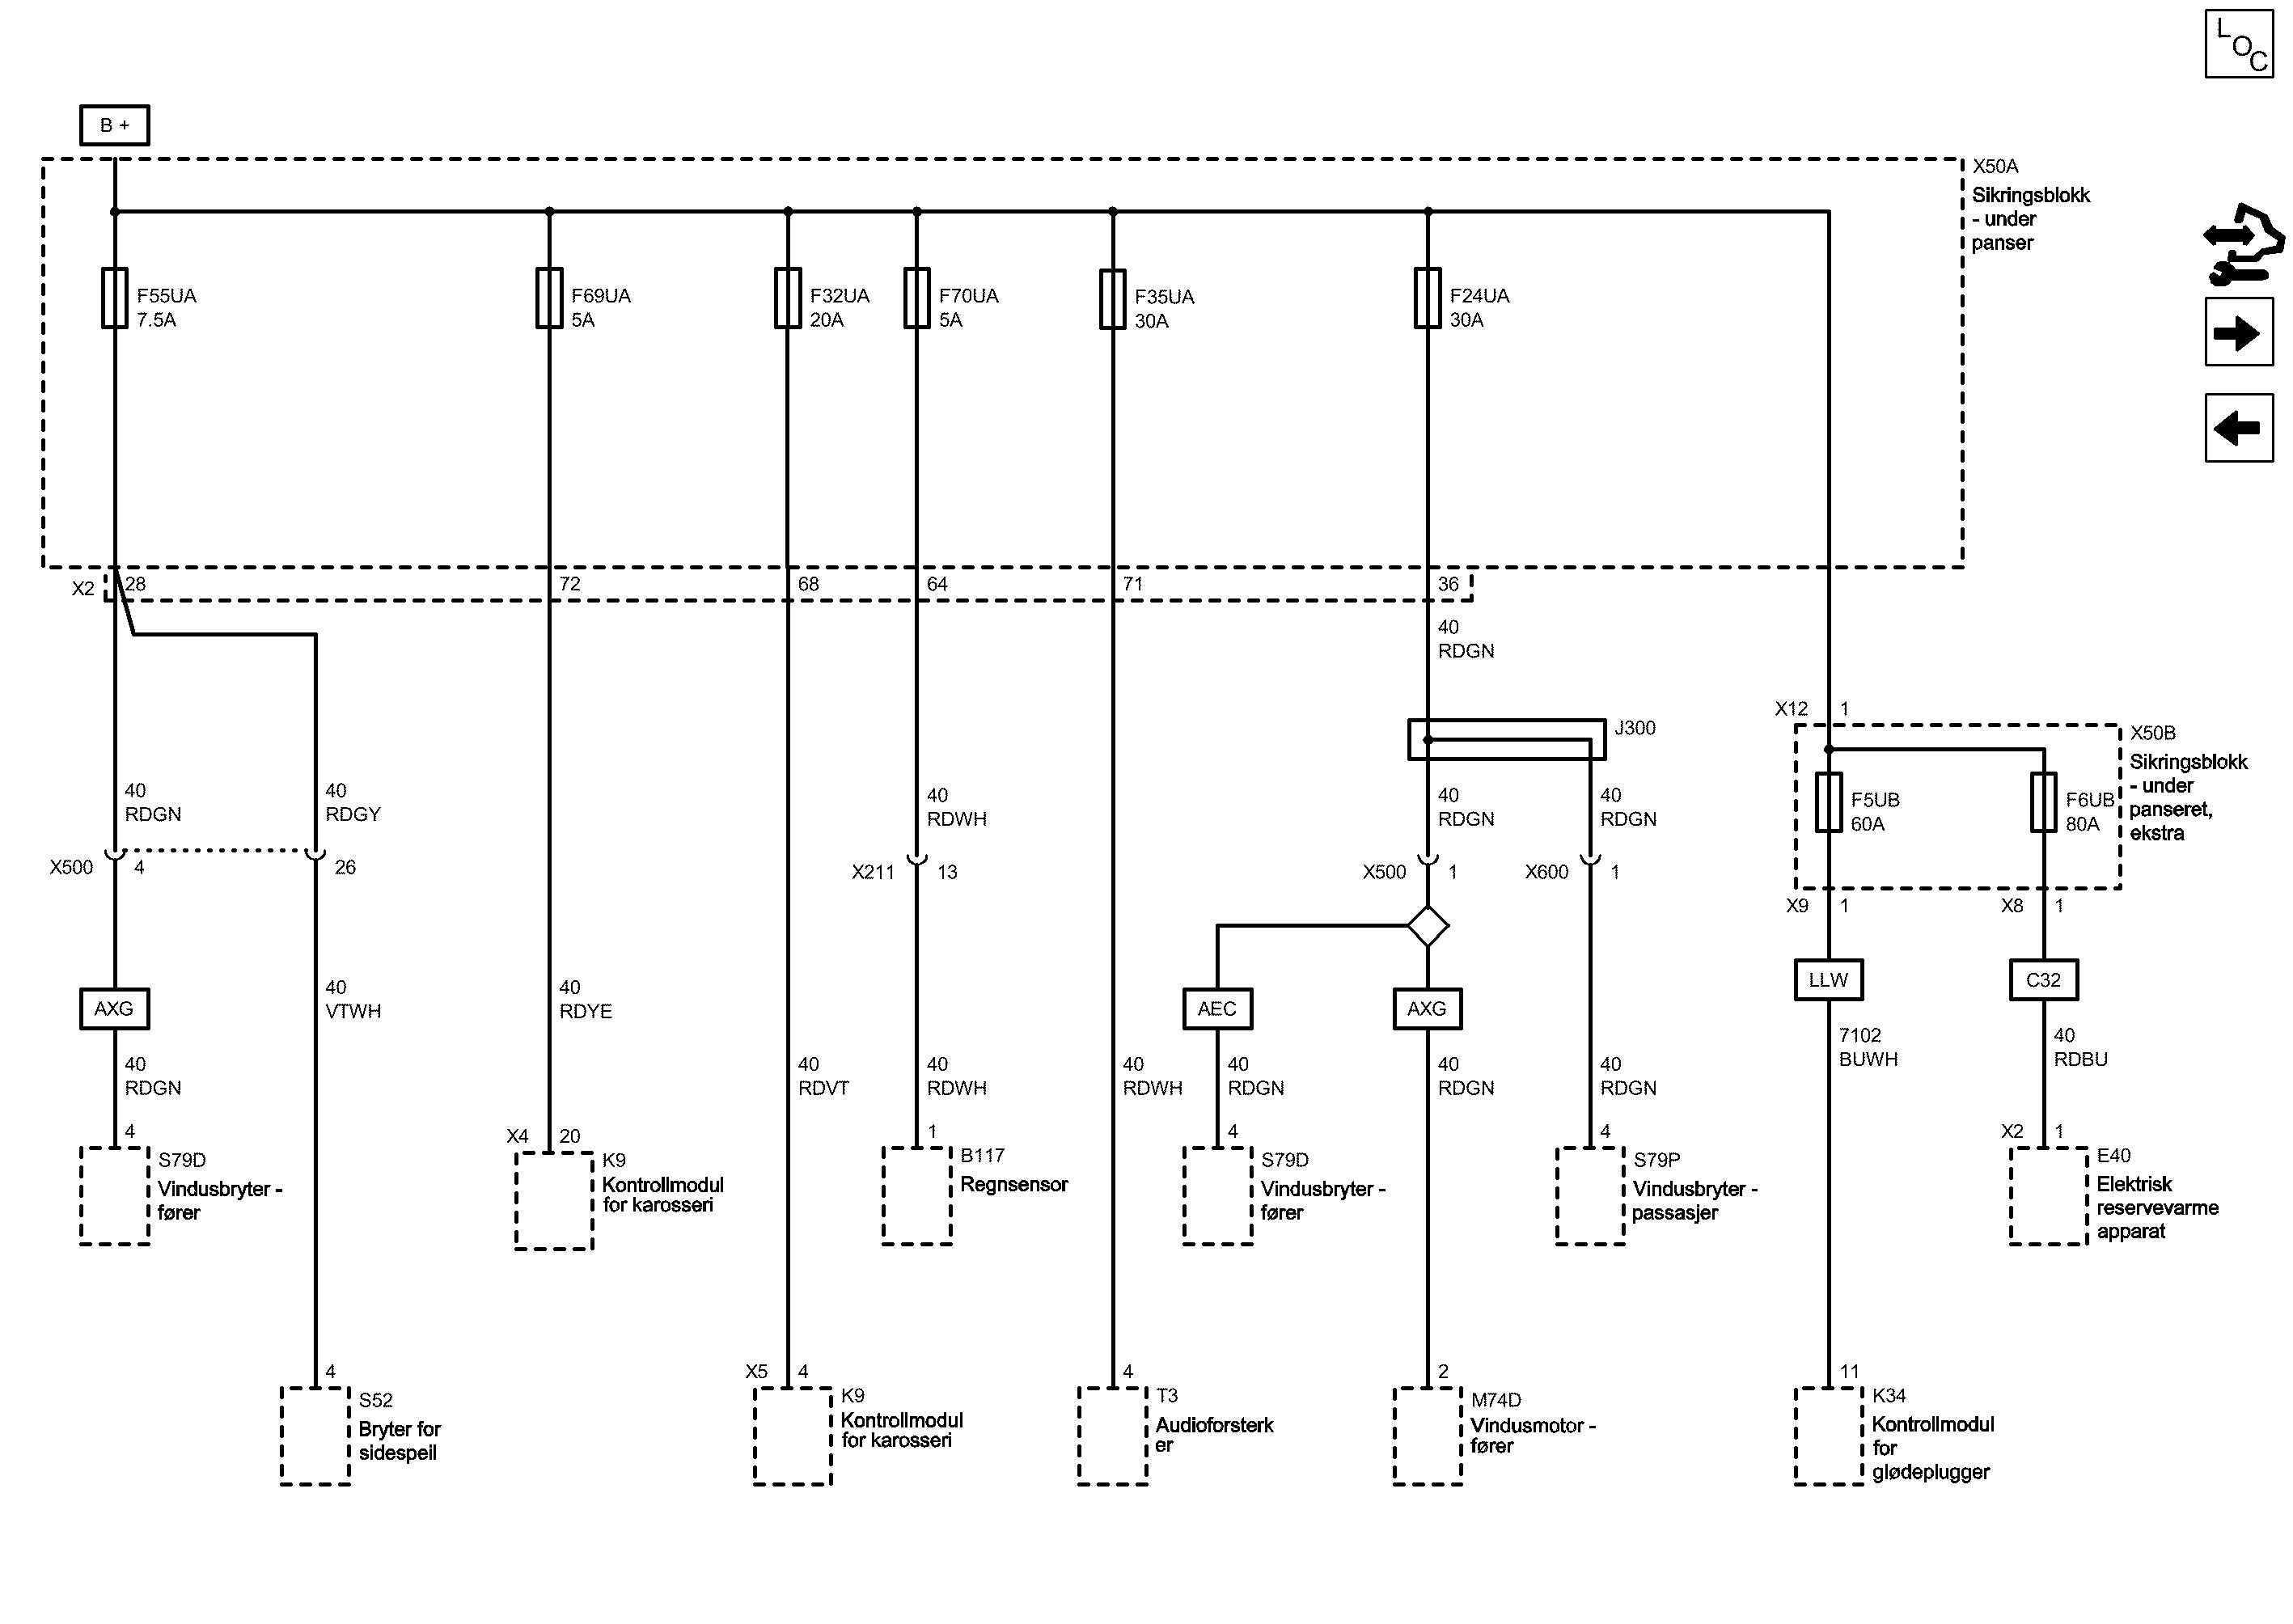 L
O
C
B +
X50A
Sikringsblokk
- under
panser
F55UA
7.5A
F69UA
5A
F32UA
20A
F70UA
5A
F35UA
30A
F24UA
30A
X2
28
72
68
64
71
36
40
RDGN
X12
1
J300
X50B
Sikringsblokk
- under
panseret,
ekstra
F5UB
60A
F6UB
80A
40
RDGN
40
RDGY
40
RDWH
40
RDGN
40
RDGN
X500
4
26
X211
13
X500
1
X600
1
X9
1
X8
1
AXG
40
VTWH
40
RDYE
AEC
AXG
LLW
C32
7102
BUWH
40
RDBU
40
RDGN
40
RDVT
40
RDWH
40
RDWH
40
RDGN
40
RDGN
40
RDGN
4
S79D
Vindusbryter -
fører
X4
20
K9
Kontrollmodul
for karosseri
1
B117
Regnsensor
4
S79D
Vindusbryter -
fører
4
S79P
Vindusbryter -
passasjer
X2
1
E40
Elektrisk
reservevarme
apparat
4
S52
Bryter for
sidespeil
X5
4
K9
Kontrollmodul
for karosseri
4
T3
Audioforsterk
er
2
M74D
Vindusmotor -
fører
11
K34
Kontrollmodul
for
glødeplugger